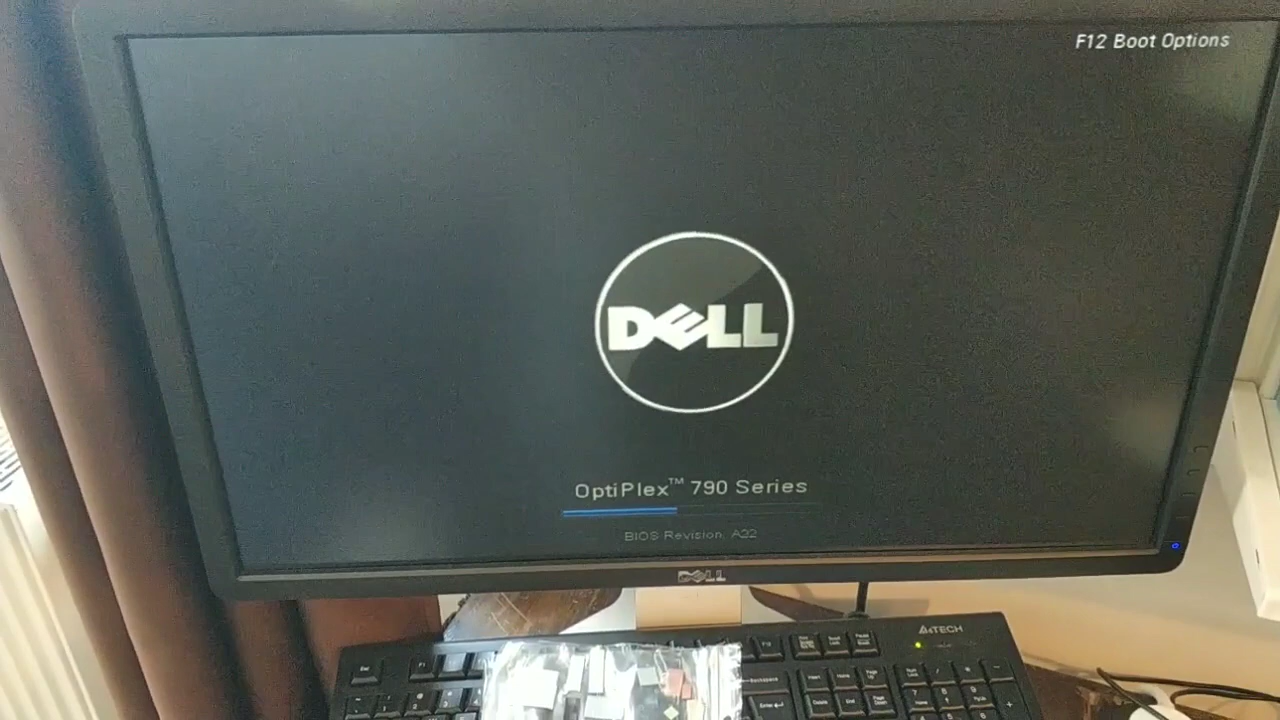 F12 Boot Options
DELL
OptiPlex™ 790 Series
BIOS Revision A22
DELL
A4TECH